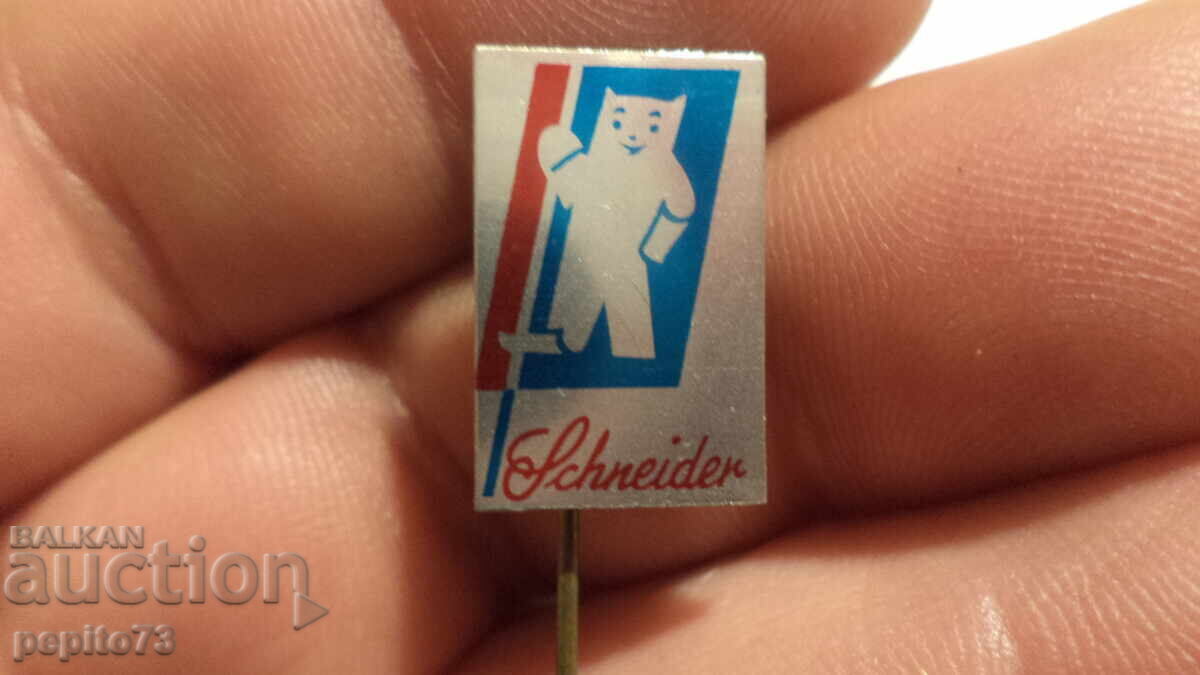 Schneider
BALKAN
auction
pepito73